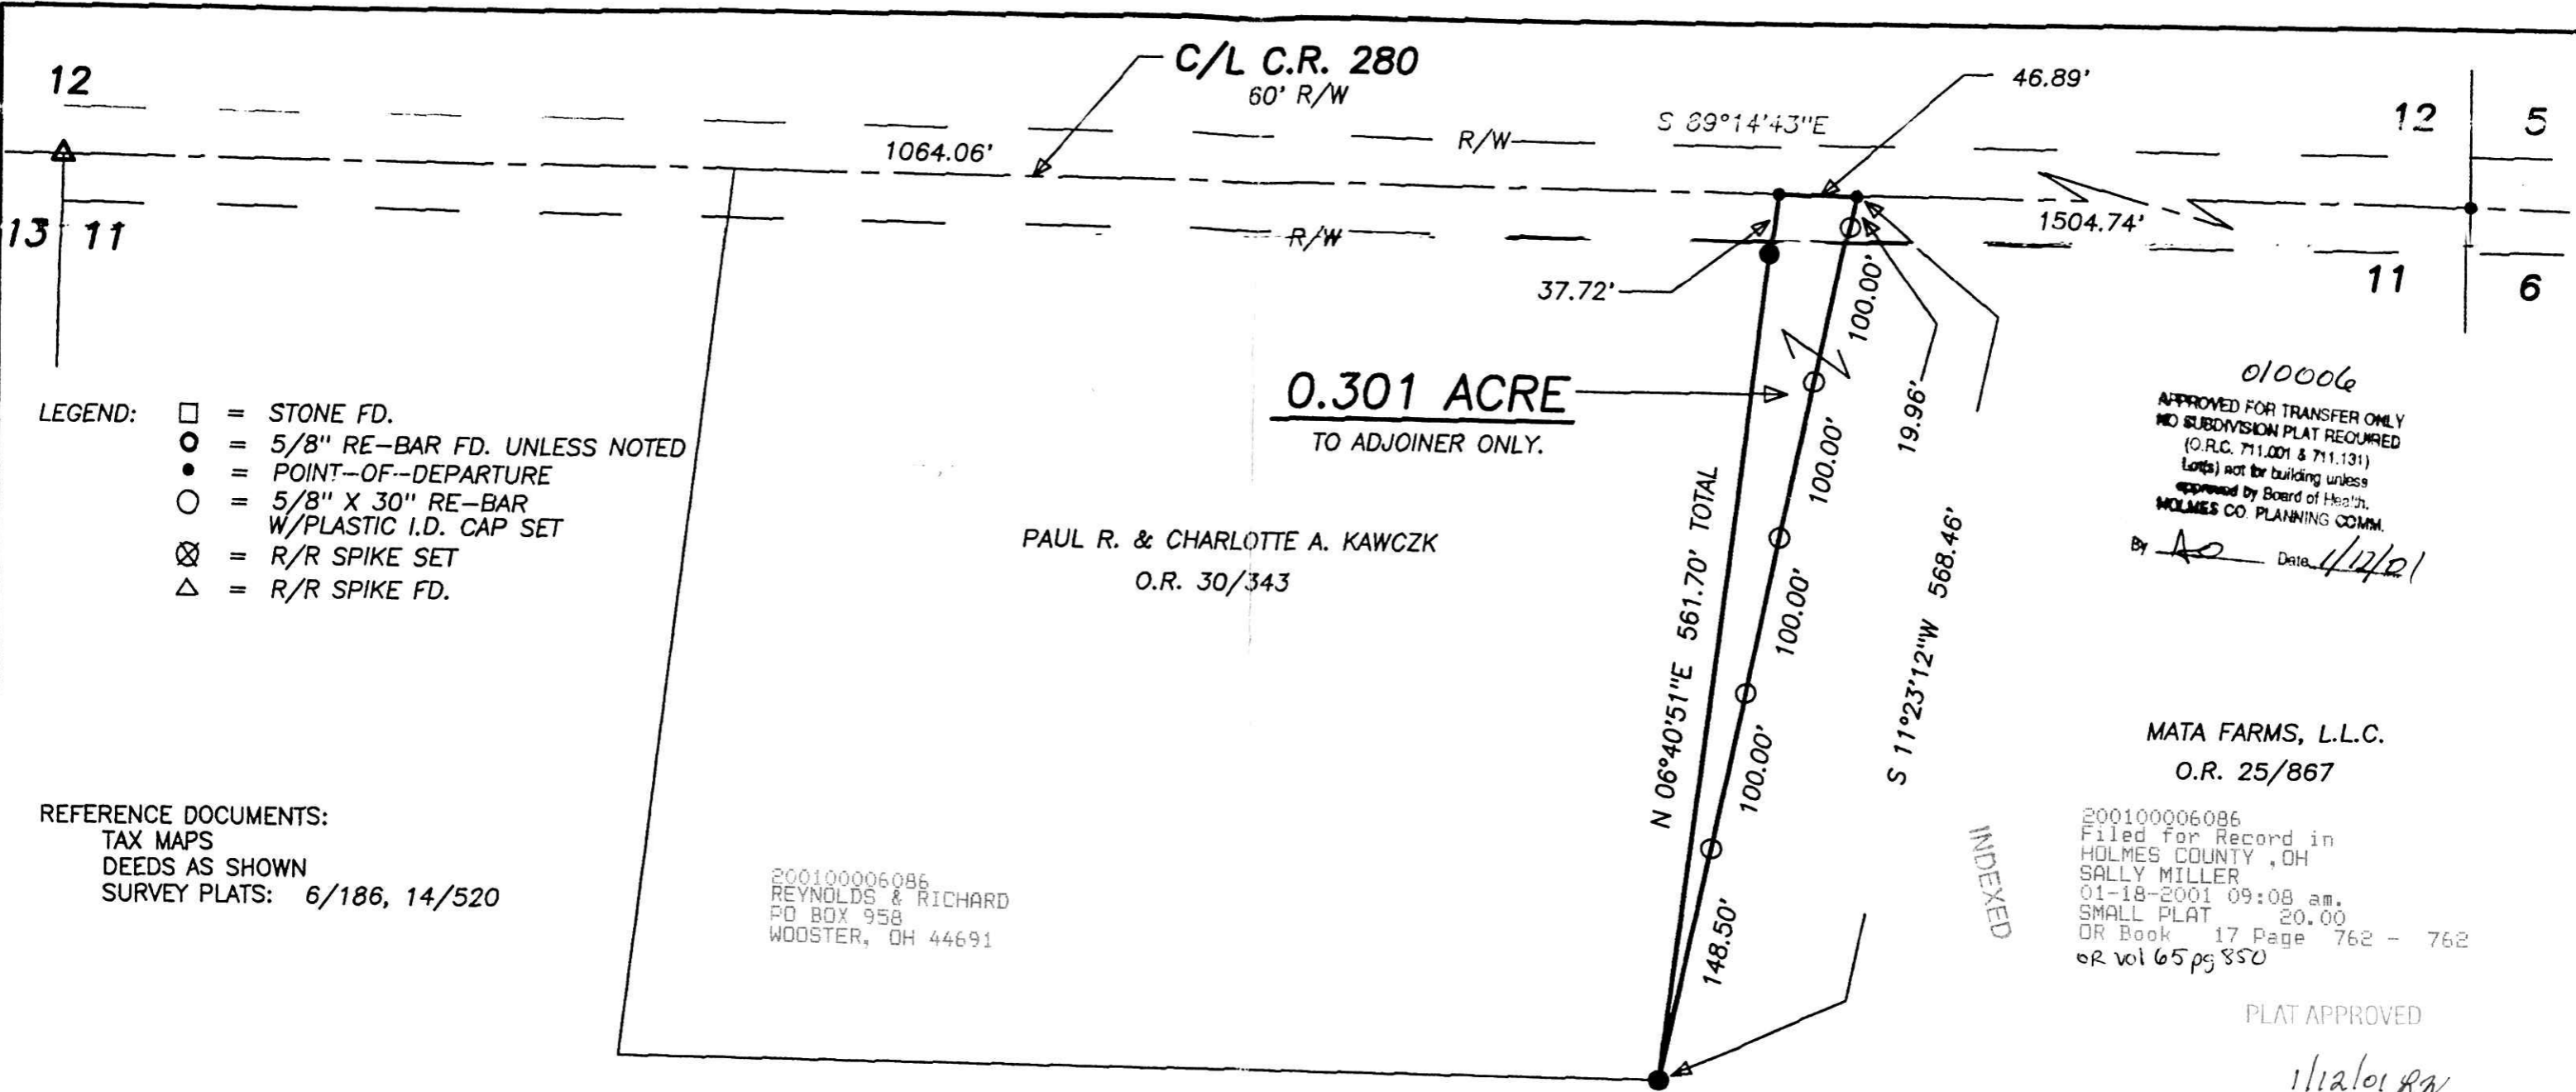 C/L C.R. 280
60' R/W
46.89'
12
12
5
S 89°14'43"E
R/W
1064.06'
1504.74'
13
11
R/W
11
6
37.72'
100.00'
19.96'
100.00'
100.00'
100.00'
148.50'
0.301 ACRE
TO ADJOINER ONLY.
N 06°40'51"E 561.70' TOTAL
S 11°23'12"W 568.46'
LEGEND:
= STONE FD.
= 5/8" RE-BAR FD. UNLESS NOTED
= POINT-OF-DEPARTURE
= 5/8" X 30" RE-BAR
W/PLASTIC I.D. CAP SET
= R/R SPIKE SET
= R/R SPIKE FD.
PAUL R. & CHARLOTTE A. KAWCZK
O.R. 30/343
010006
APPROVED FOR TRANSFER ONLY
NO SUBDIVISION PLAT REQUIRED
(O.R.C. 711.001 & 711.131)
Lot(s) not for building unless
approved by Board of Health.
HOLMES CO. PLANNING COMM.
By Date 1/12/01
MATA FARMS, L.L.C.
O.R. 25/867
REFERENCE DOCUMENTS:
TAX MAPS
DEEDS AS SHOWN
SURVEY PLATS: 6/186, 14/520
200100006086
REYNOLDS & RICHARD
PO BOX 958
WOOSTER, OH 44691
INDEXED
200100006086
Filed for Record in
HOLMES COUNTY ,OH
SALLY MILLER
01-18-2001 09:08 am.
SMALL PLAT 20.00
OR Book 17 Page 762 - 762
OR vol 65 pg 850
PLAT APPROVED
1/12/01